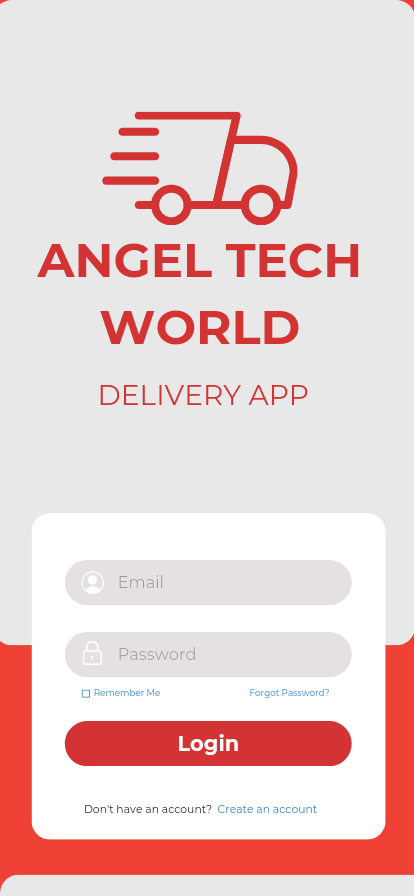 ANGEL TECH
WORLD
DELIVERY APP
Email
Password
Remember Me Forgot Password?
Login
Don't have an account? Create an account